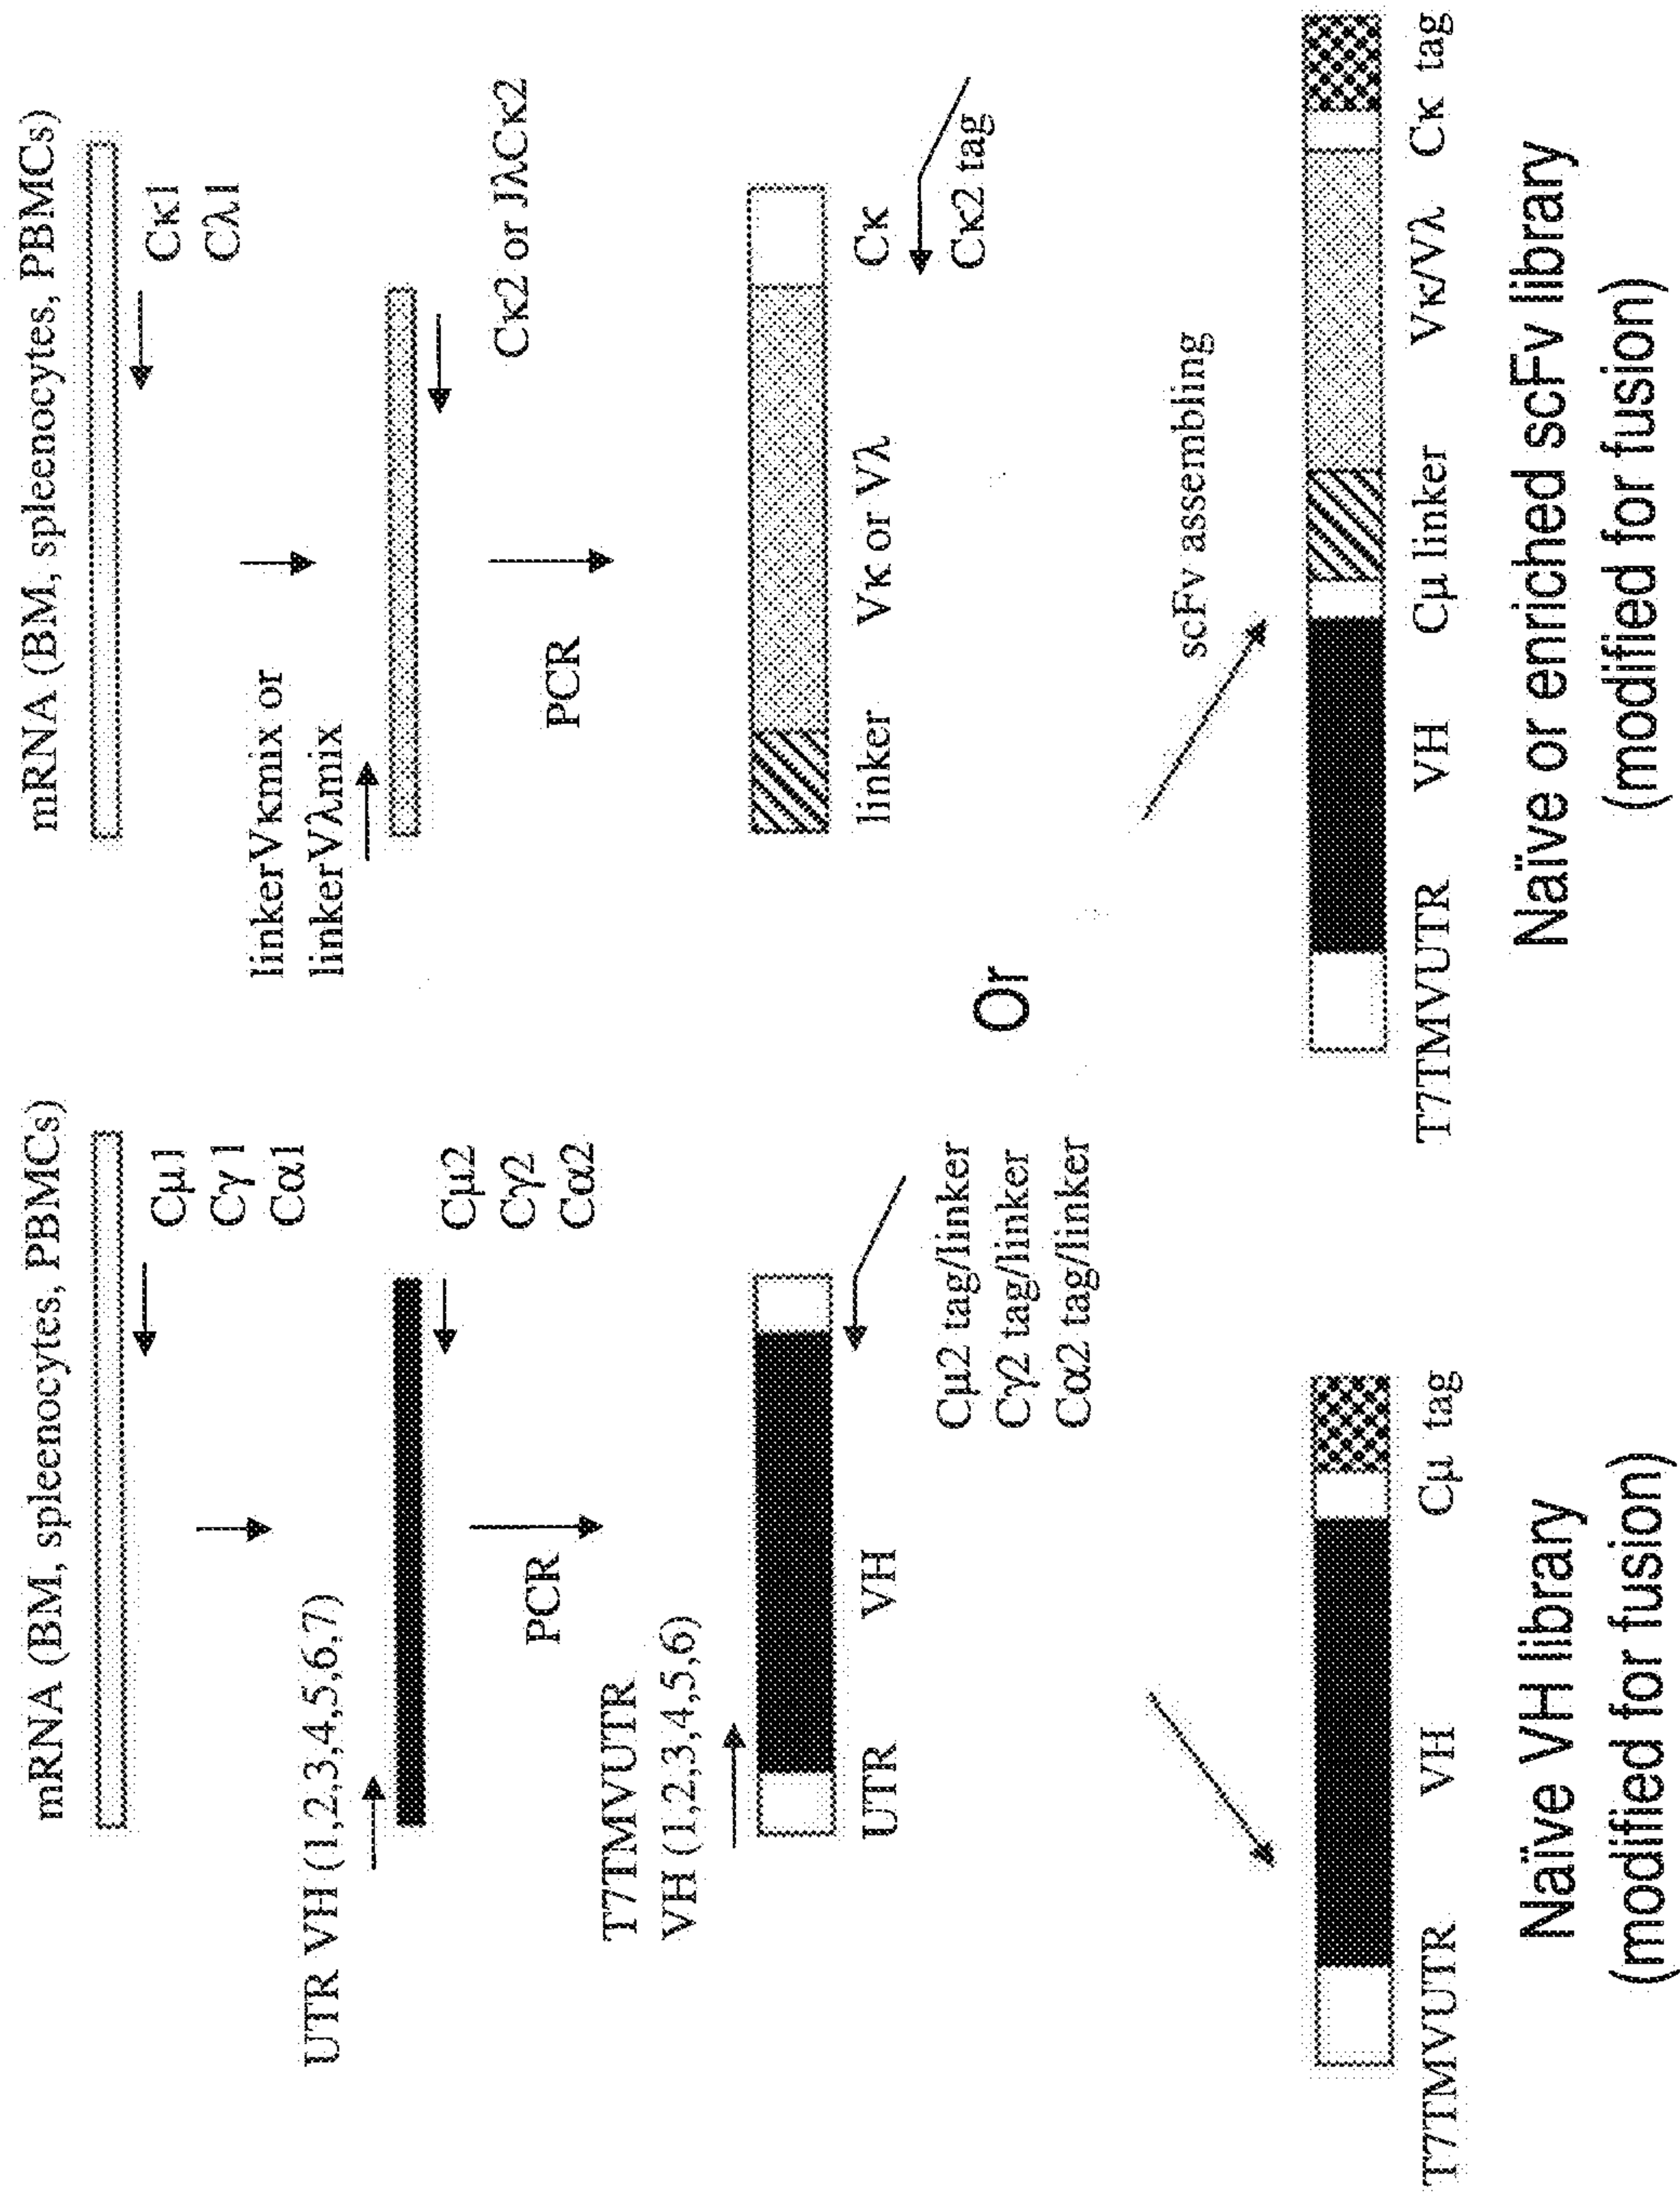 mRNA (BM, spleenocytes, PBMCs)
Cμ1
Cγ1
Cα1
UTR VH (1,2,3,4,5,6,7)
Cμ2
Cγ2
Cα2
PCR
T7TMVUTR
VH (1,2,3,4,5,6)
UTR
VH
Cμ2 tag/linker
Cγ2 tag/linker
Cα2 tag/linker
T7TMVUTR
VH
Cμ tag
Naïve VH library
(modified for fusion)
Or
mRNA (BM, spleenocytes, PBMCs)
Cκ1
Cλ1
linkerVκmix or
linkerVλmix
Cκ2 or JλCκ2
PCR
linker
Vκ or Vλ
Cκ
Cκ2 tag
scFv assembling
T7TMVUTR
VH
Cμ linker
Vκ/Vλ
Cκ tag
Naïve or enriched scFv library
(modified for fusion)